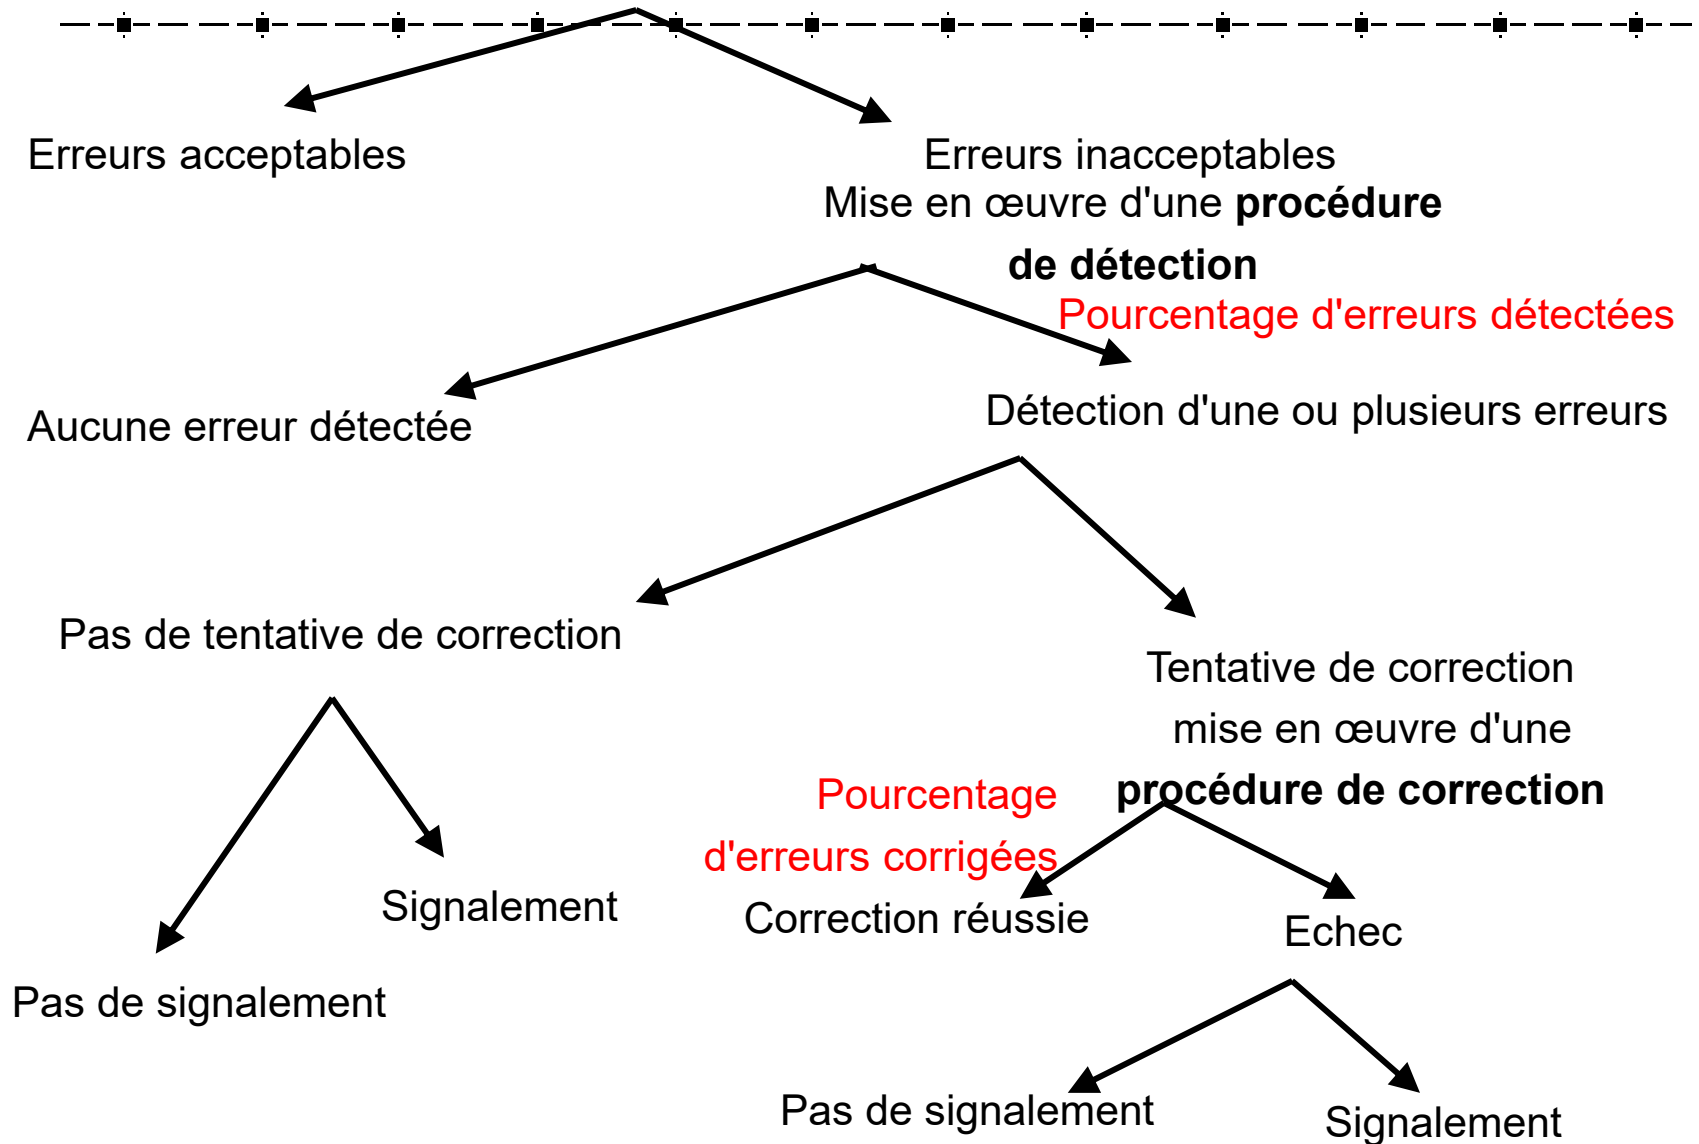 Erreurs acceptables
Erreurs inacceptables
Mise en œuvre d'une procédure
de détection
Pourcentage d'erreurs détectées
Aucune erreur détectée
Détection d'une ou plusieurs erreurs
Pas de tentative de correction
Tentative de correction
mise en œuvre d'une
procédure de correction
Pourcentage
d'erreurs corrigées
Signalement
Correction réussie
Echec
Pas de signalement
Pas de signalement
Signalement